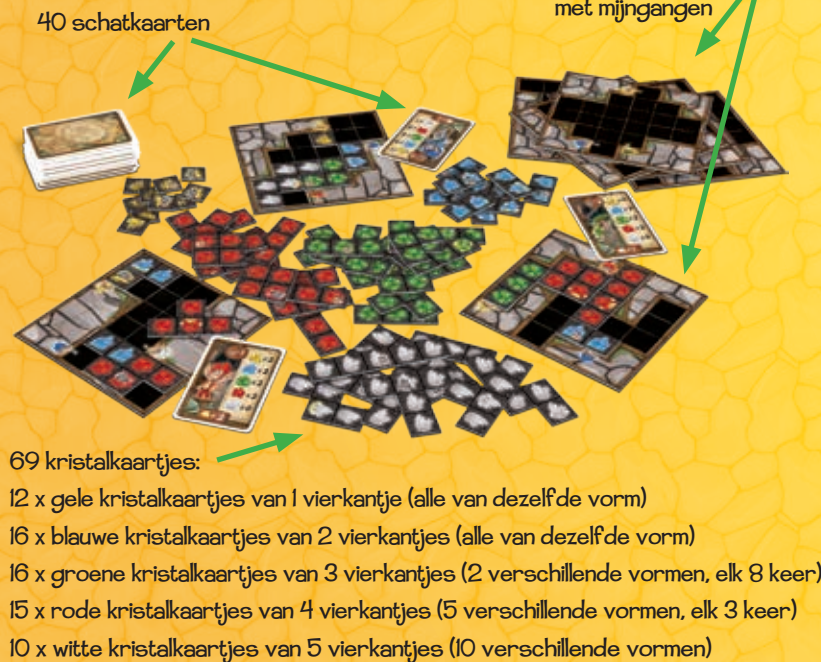 40 schatkaarten
met mijngangen
69 kristalkaartjes:
12 x gele kristalkaartjes van 1 vierkantje (alle van dezelfde vorm)
16 x blauwe kristalkaartjes van 2 vierkantjes (alle van dezelfde vorm)
16 x groene kristalkaartjes van 3 vierkantjes (2 verschillende vormen, elk 8 keer)
15 x rode kristalkaartjes van 4 vierkantjes (5 verschillende vormen, elk 3 keer)
10 x witte kristalkaartjes van 5 vierkantjes (10 verschillende vormen)